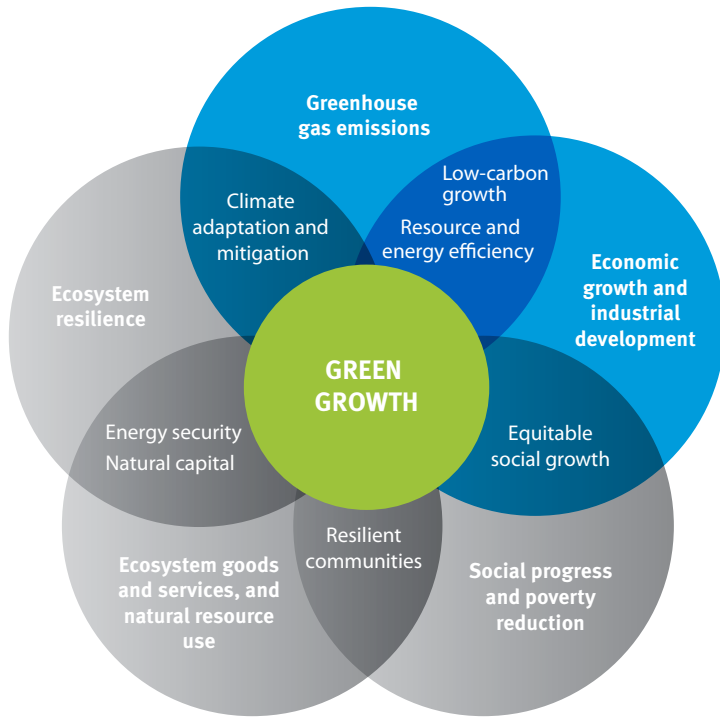 Greenhouse
gas emissions
Low-carbon
growth
Resource and
energy efficiency
Climate
adaptation and
mitigation
Economic
growth and
industrial
development
Ecosystem
resilience
GREEN
GROWTH
Energy security
Natural capital
Equitable
social growth
Resilient
communities
Ecosystem goods
and services, and
natural resource
use
Social progress
and poverty
reduction